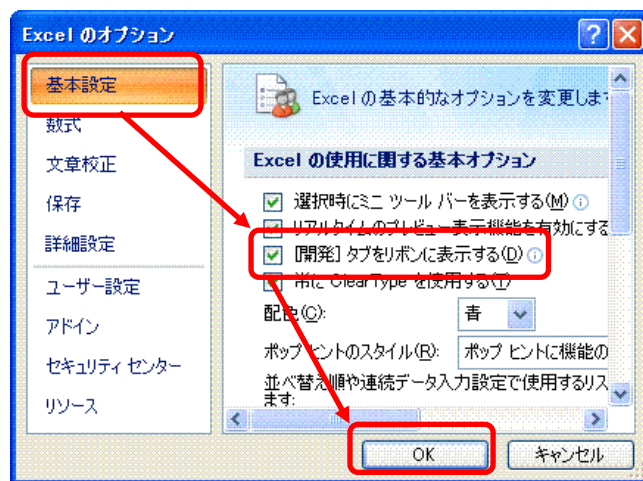 Excel のオプション
基本設定
数式
文章校正
保存
詳細設定
ユーザー設定
アドイン
セキュリティ センター
リソース
Excel の基本的なオプションを変更しま
Excel の使用に関する基本オプション
選択時にミニ ツール バーを表示する(M)
リアルタイムのプレビュー表示機能を有効にする
[開発] タブをリボンに表示する(D)
常に ClearType を使用する(T)
配色(C): 青
ポップ ヒントのスタイル(R): ポップ ヒントに機能の
並べ替え順や連続データ入力設定で使用するリス
ます:
OK
キャンセル